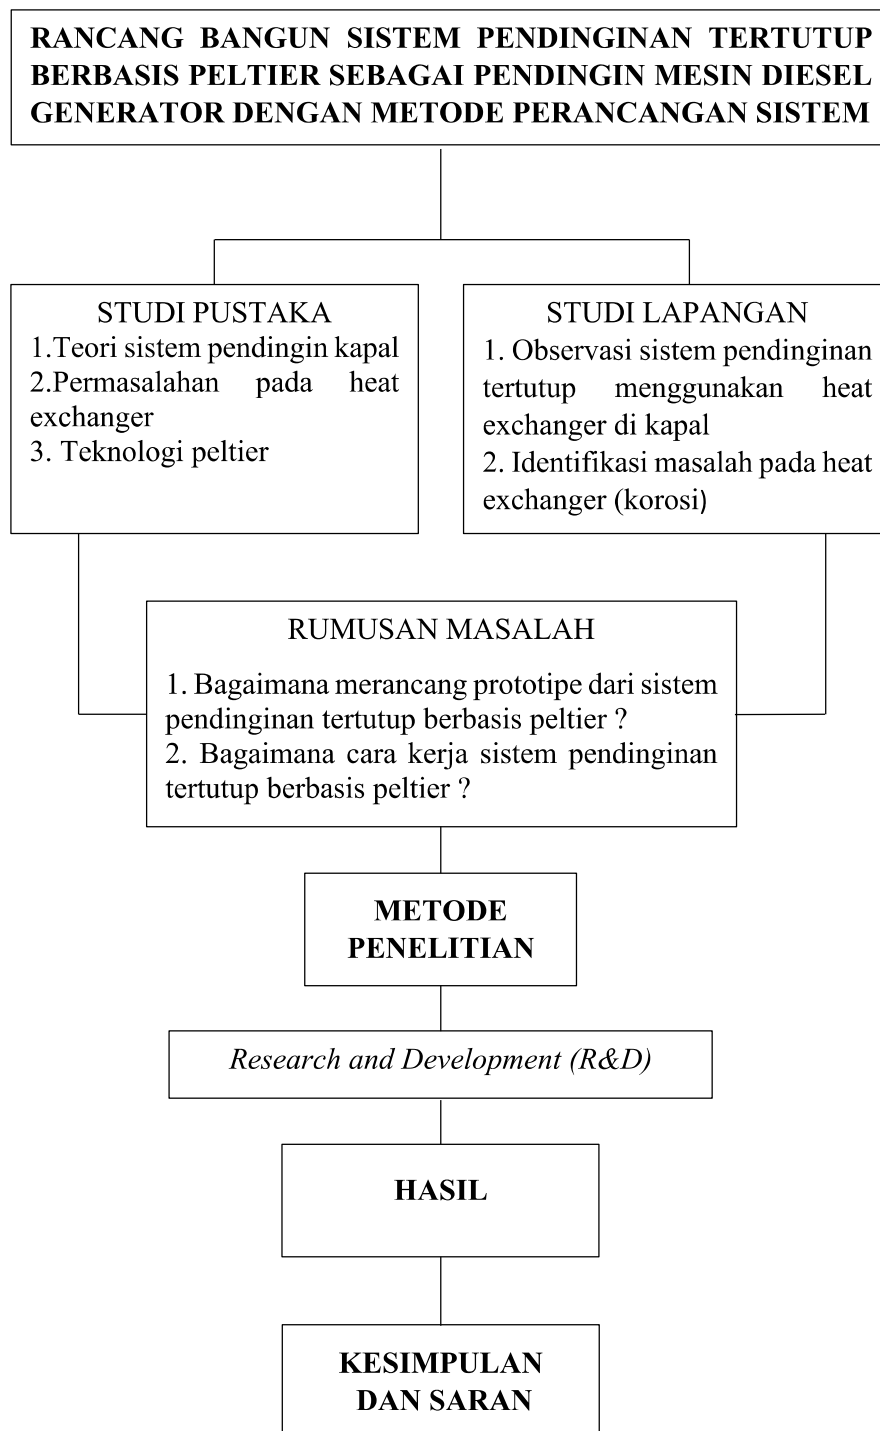 RANCANG BANGUN SISTEM PENDINGINAN TERTUTUP
BERBASIS PELTIER SEBAGAI PENDINGIN MESIN DIESEL
GENERATOR DENGAN METODE PERANCANGAN SISTEM
STUDI PUSTAKA
1.Teori sistem pendingin kapal
2.Permasalahan pada heat
exchanger
3. Teknologi peltier
STUDI LAPANGAN
1. Observasi sistem pendinginan
tertutup menggunakan heat
exchanger di kapal
2. Identifikasi masalah pada heat
exchanger (korosi)
RUMUSAN MASALAH
1. Bagaimana merancang prototipe dari sistem
pendinginan tertutup berbasis peltier ?
2. Bagaimana cara kerja sistem pendinginan
tertutup berbasis peltier ?
METODE
PENELITIAN
Research and Development (R&D)
HASIL
KESIMPULAN
DAN SARAN